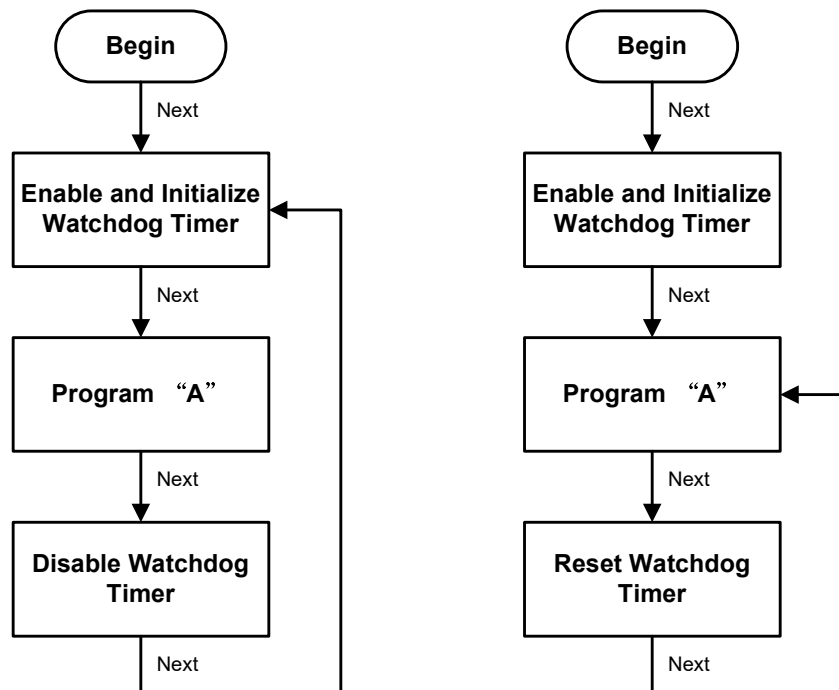 Begin
Next
Enable and Initialize
Watchdog Timer
Next
Program “A”
Next
Disable Watchdog
Timer
Next
Begin
Next
Enable and Initialize
Watchdog Timer
Next
Program “A”
Next
Reset Watchdog
Timer
Next